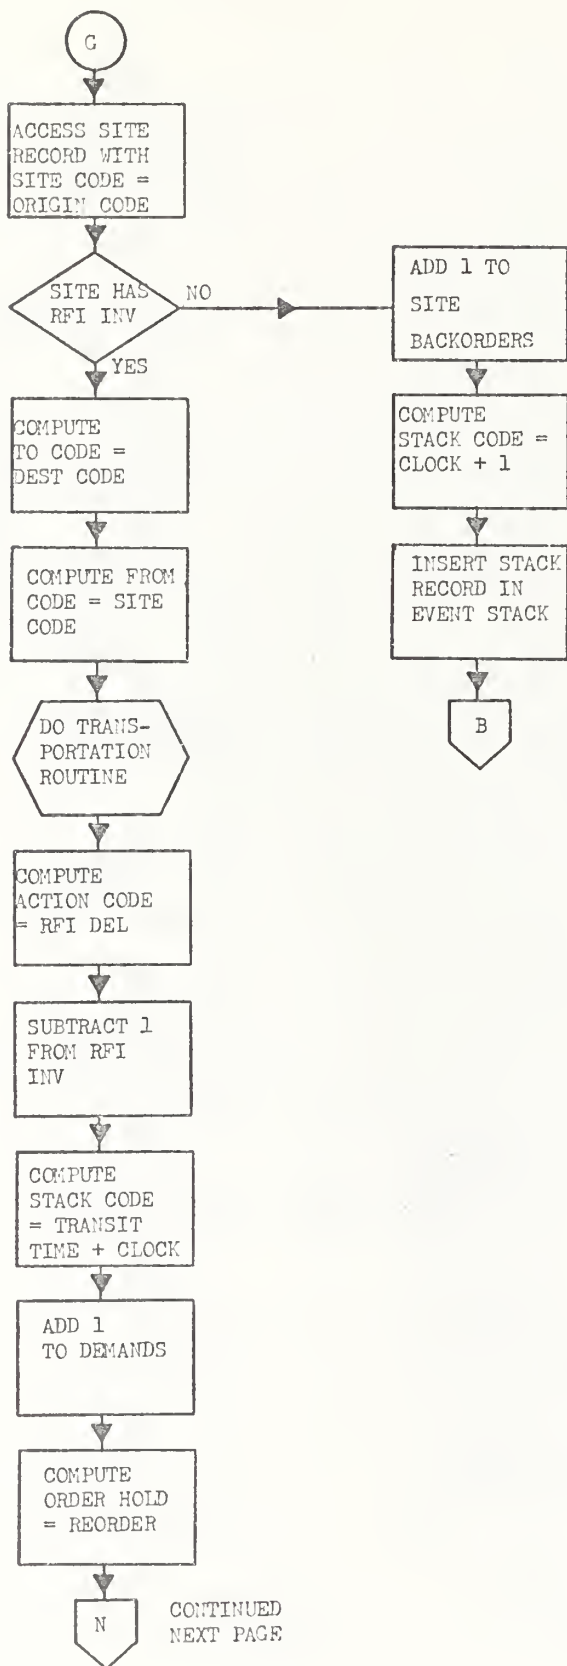 G
ACCESS SITE
RECORD WITH
SITE CODE =
ORIGIN CODE
SITE HAS
RFI INV
NO
YES
ADD 1 TO
SITE
BACKORDERS
COMPUTE
STACK CODE =
CLOCK + 1
INSERT STACK
RECORD IN
EVENT STACK
B
COMPUTE
TO CODE =
DEST CODE
COMPUTE FROM
CODE = SITE
CODE
DO TRANS-
PORTATION
ROUTINE
COMPUTE
ACTION CODE
= RFI DEL
SUBTRACT 1
FROM RFI
INV
COMPUTE
STACK CODE
= TRANSIT
TIME + CLOCK
ADD 1
TO DEMANDS
COMPUTE
ORDER HOLD
= REORDER
N
CONTINUED
NEXT PAGE